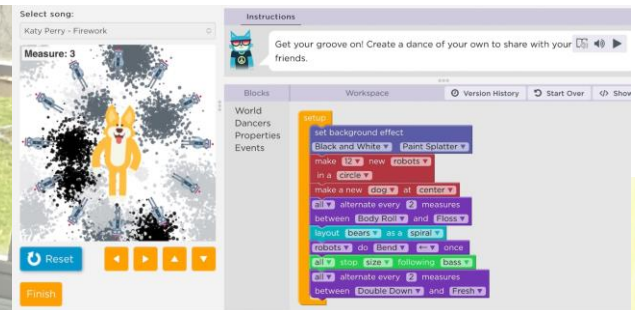 Select song:
Katy Perry - Firework
Measure: 3
Reset
Finish
Instructions
Get your groove on! Create a dance of your own to share with your
friends.
Blocks
Workspace
Version History
Start Over
</> Show
World
Dancers
Properties
Events
setup
set background effect
Black and White Paint Splatter
make 12 new robots
in a circle
make a new dog at center
all alternate every 2 measures
between Body Roll and Floss
layout bears as a spiral
robots do Bend ← once
all stop size following bass
all alternate every 2 measures
between Double Down and Fresh